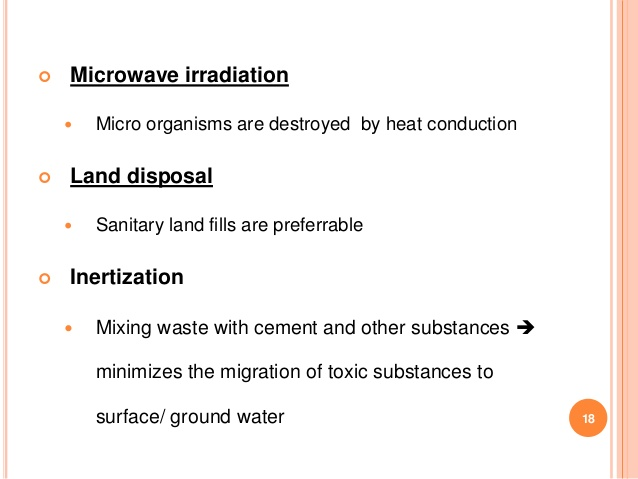 Microwave irradiation
Micro organisms are destroyed by heat conduction
Land disposal
Sanitary land fills are preferrable
Inertization
Mixing waste with cement and other substances ➔
minimizes the migration of toxic substances to
surface/ ground water
18